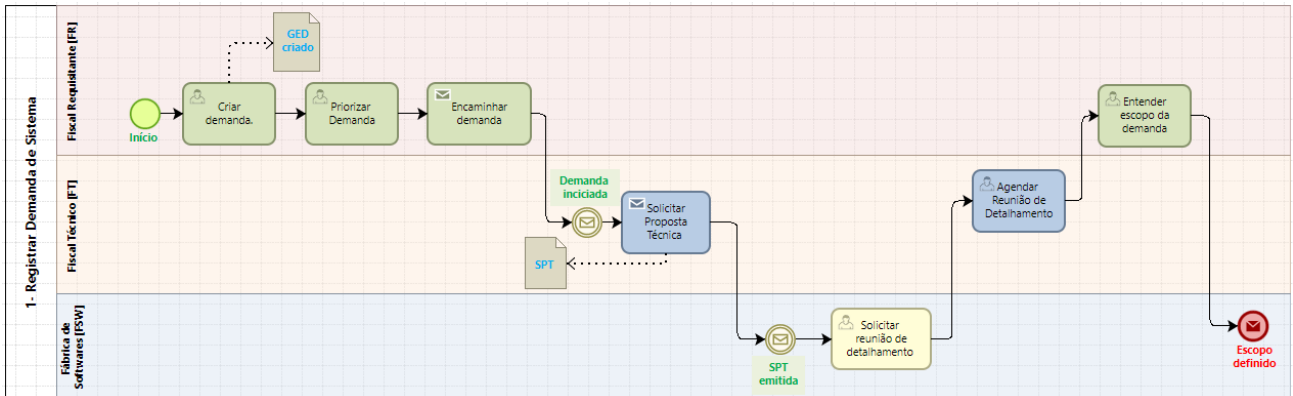 1- Registrar Demanda de Sistema
Fiscal Requisitante [FR]
GED
criado
Início
Criar
demanda.
Priorizar
Demanda
Encaminhar
demanda
Entender
escopo da
demanda
Fiscal Técnico [FT]
Demanda
inciciada
Solicitar
Proposta
Técnica
SPT
Agendar
Reunião de
Detalhamento
Fábrica de
Softwares [FSW]
SPT
emitida
Solicitar
reunião de
detalhamento
Escopo
definido